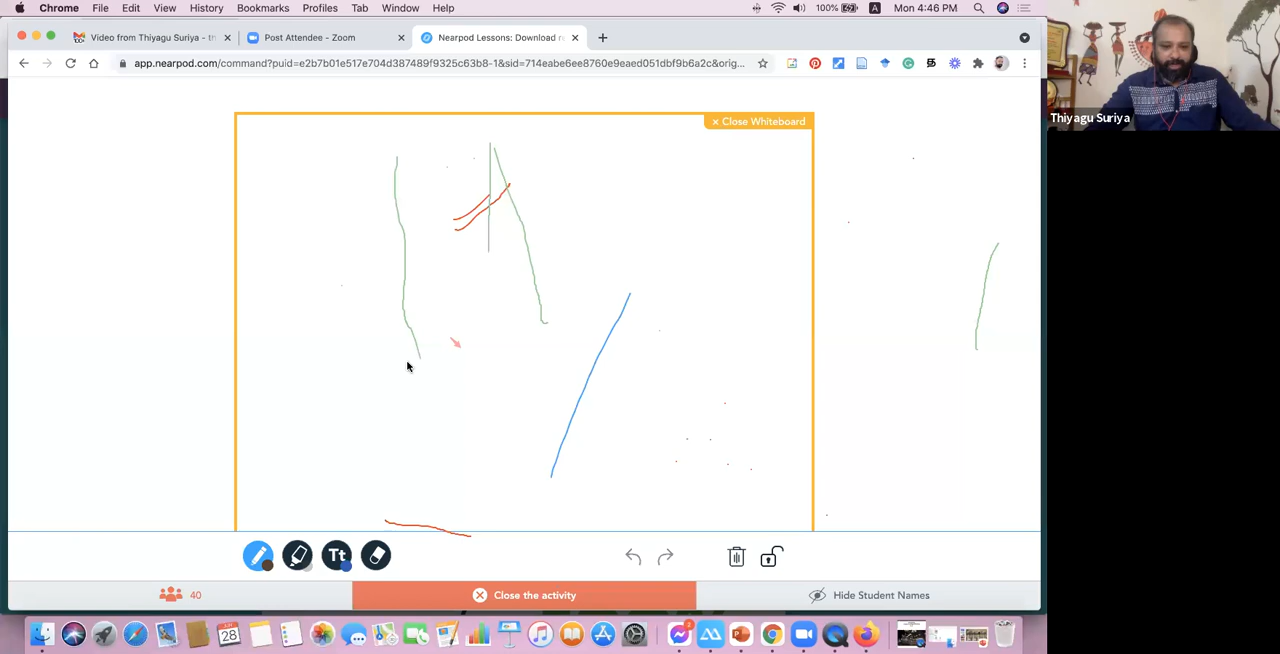 Chrome File Edit View History Bookmarks Profiles Tab Window Help 100% A Mon 4:46 PM
Video from Thiyagu Suriya - th Post Attendee - Zoom Nearpod Lessons: Download r
app.nearpod.com/command?puid=e2b7b01e517e704d387489f9325c63b8-1&sid=714eabe6ee8760e9eaed051dbf9b6a2c&orig...
Thiyagu Suriya
× Close Whiteboard
Tt
40 Close the activity Hide Student Names
28
2